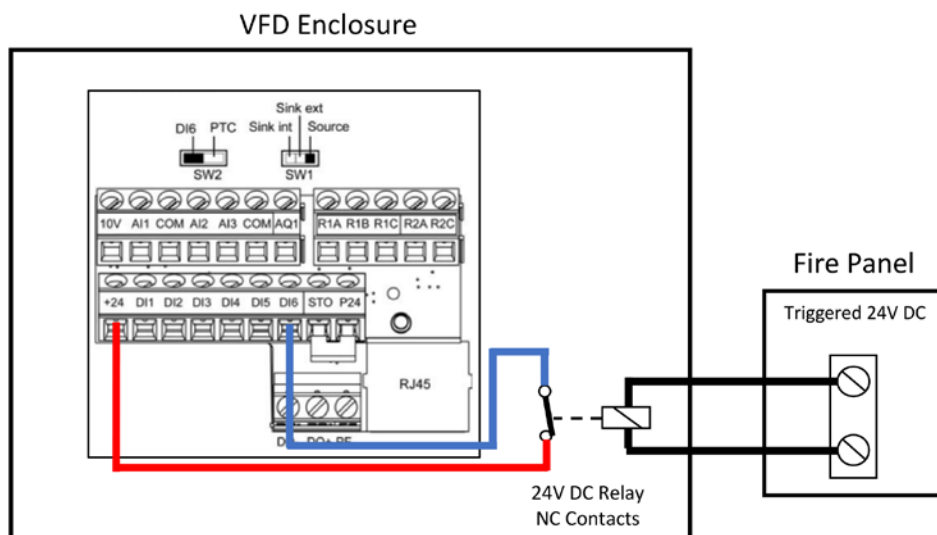 VFD Enclosure
Sink ext
DI6 PTC Sink int Source
SW2 SW1
10V AI1 COM AI2 AI3 COM AQ1 R1A R1B R1C R2A R2C
Fire Panel
Triggered 24V DC
+24 DI1 DI2 DI3 DI4 DI5 DI6 STO P24
RJ45
24V DC Relay
NC Contacts